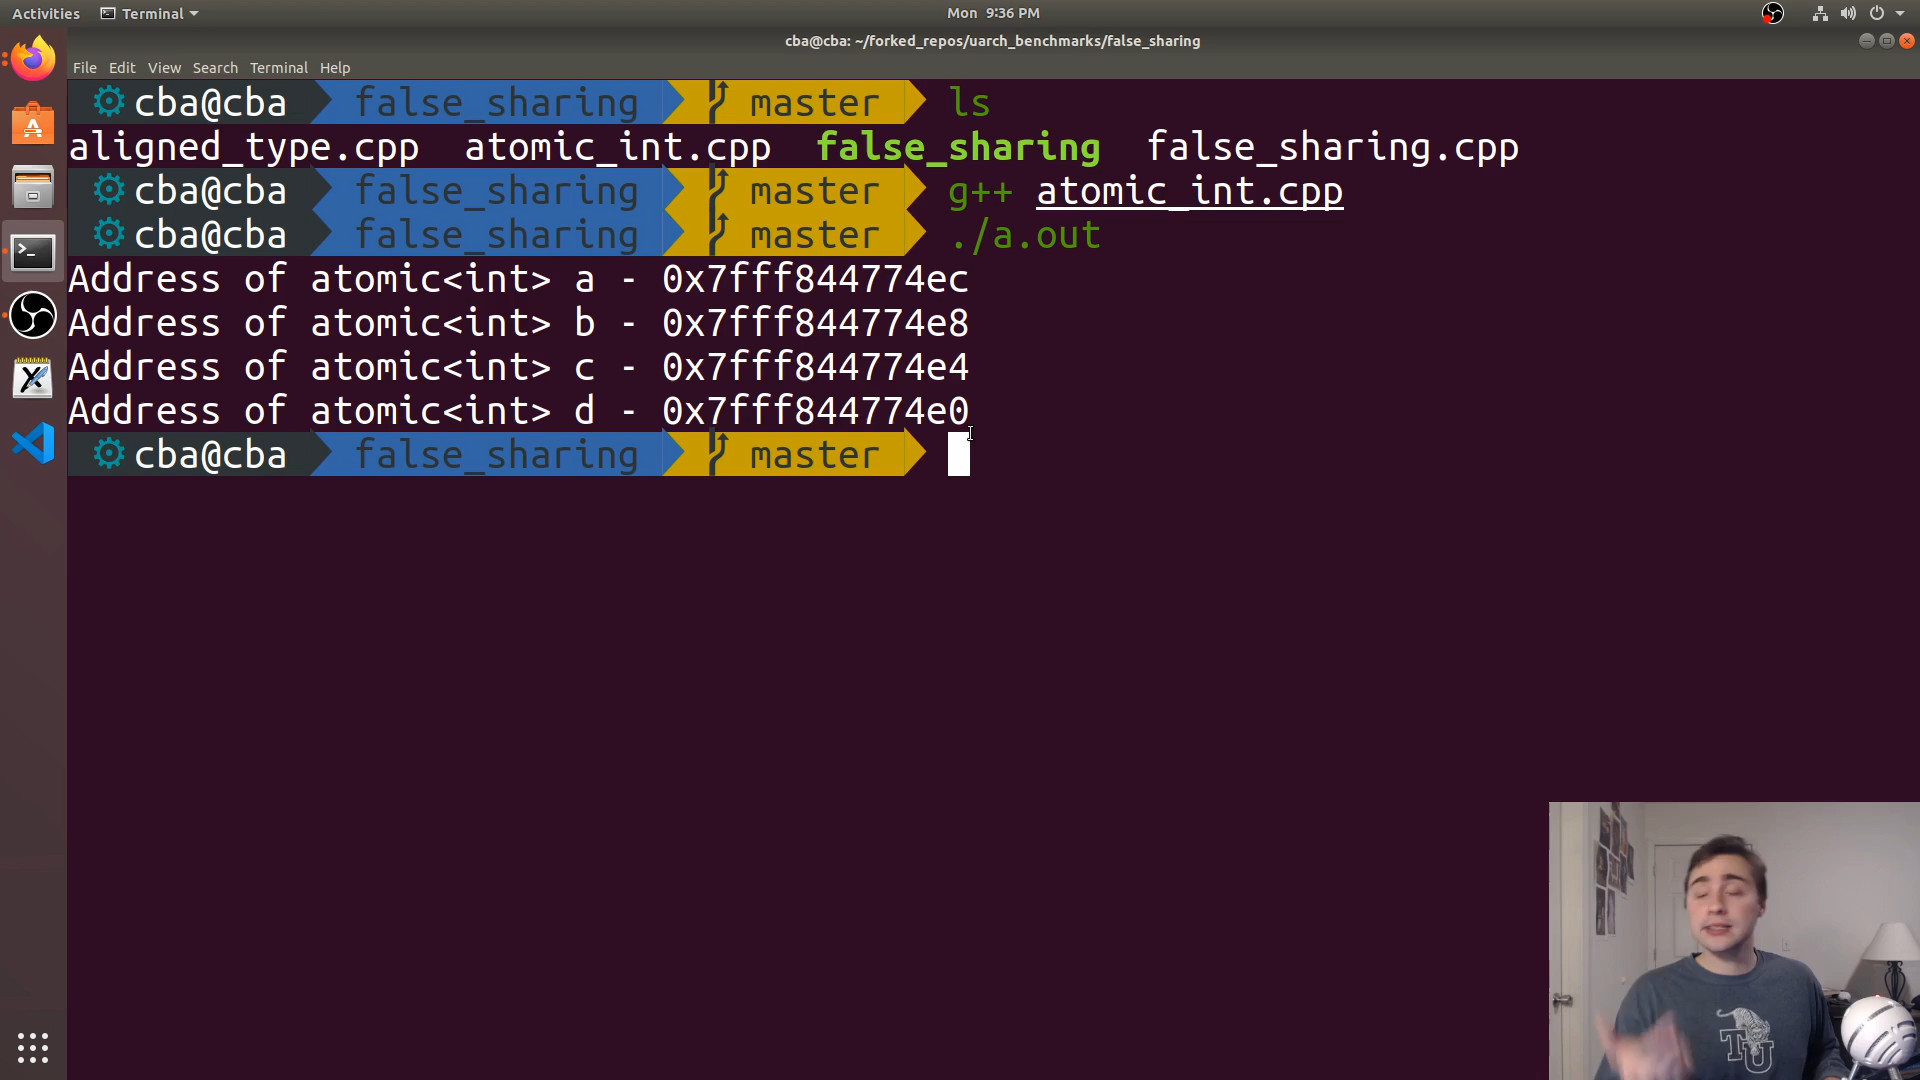 Activities Terminal Mon 9:36 PM
cba@cba: ~/forked_repos/uarch_benchmarks/false_sharing
File Edit View Search Terminal Help
cba@cba false_sharing master ls
aligned_type.cpp atomic_int.cpp false_sharing false_sharing.cpp
cba@cba false_sharing master g++ atomic_int.cpp
cba@cba false_sharing master ./a.out
Address of atomic<int> a - 0x7fff844774ec
Address of atomic<int> b - 0x7fff844774e8
Address of atomic<int> c - 0x7fff844774e4
Address of atomic<int> d - 0x7fff844774e0
cba@cba false_sharing master
TU